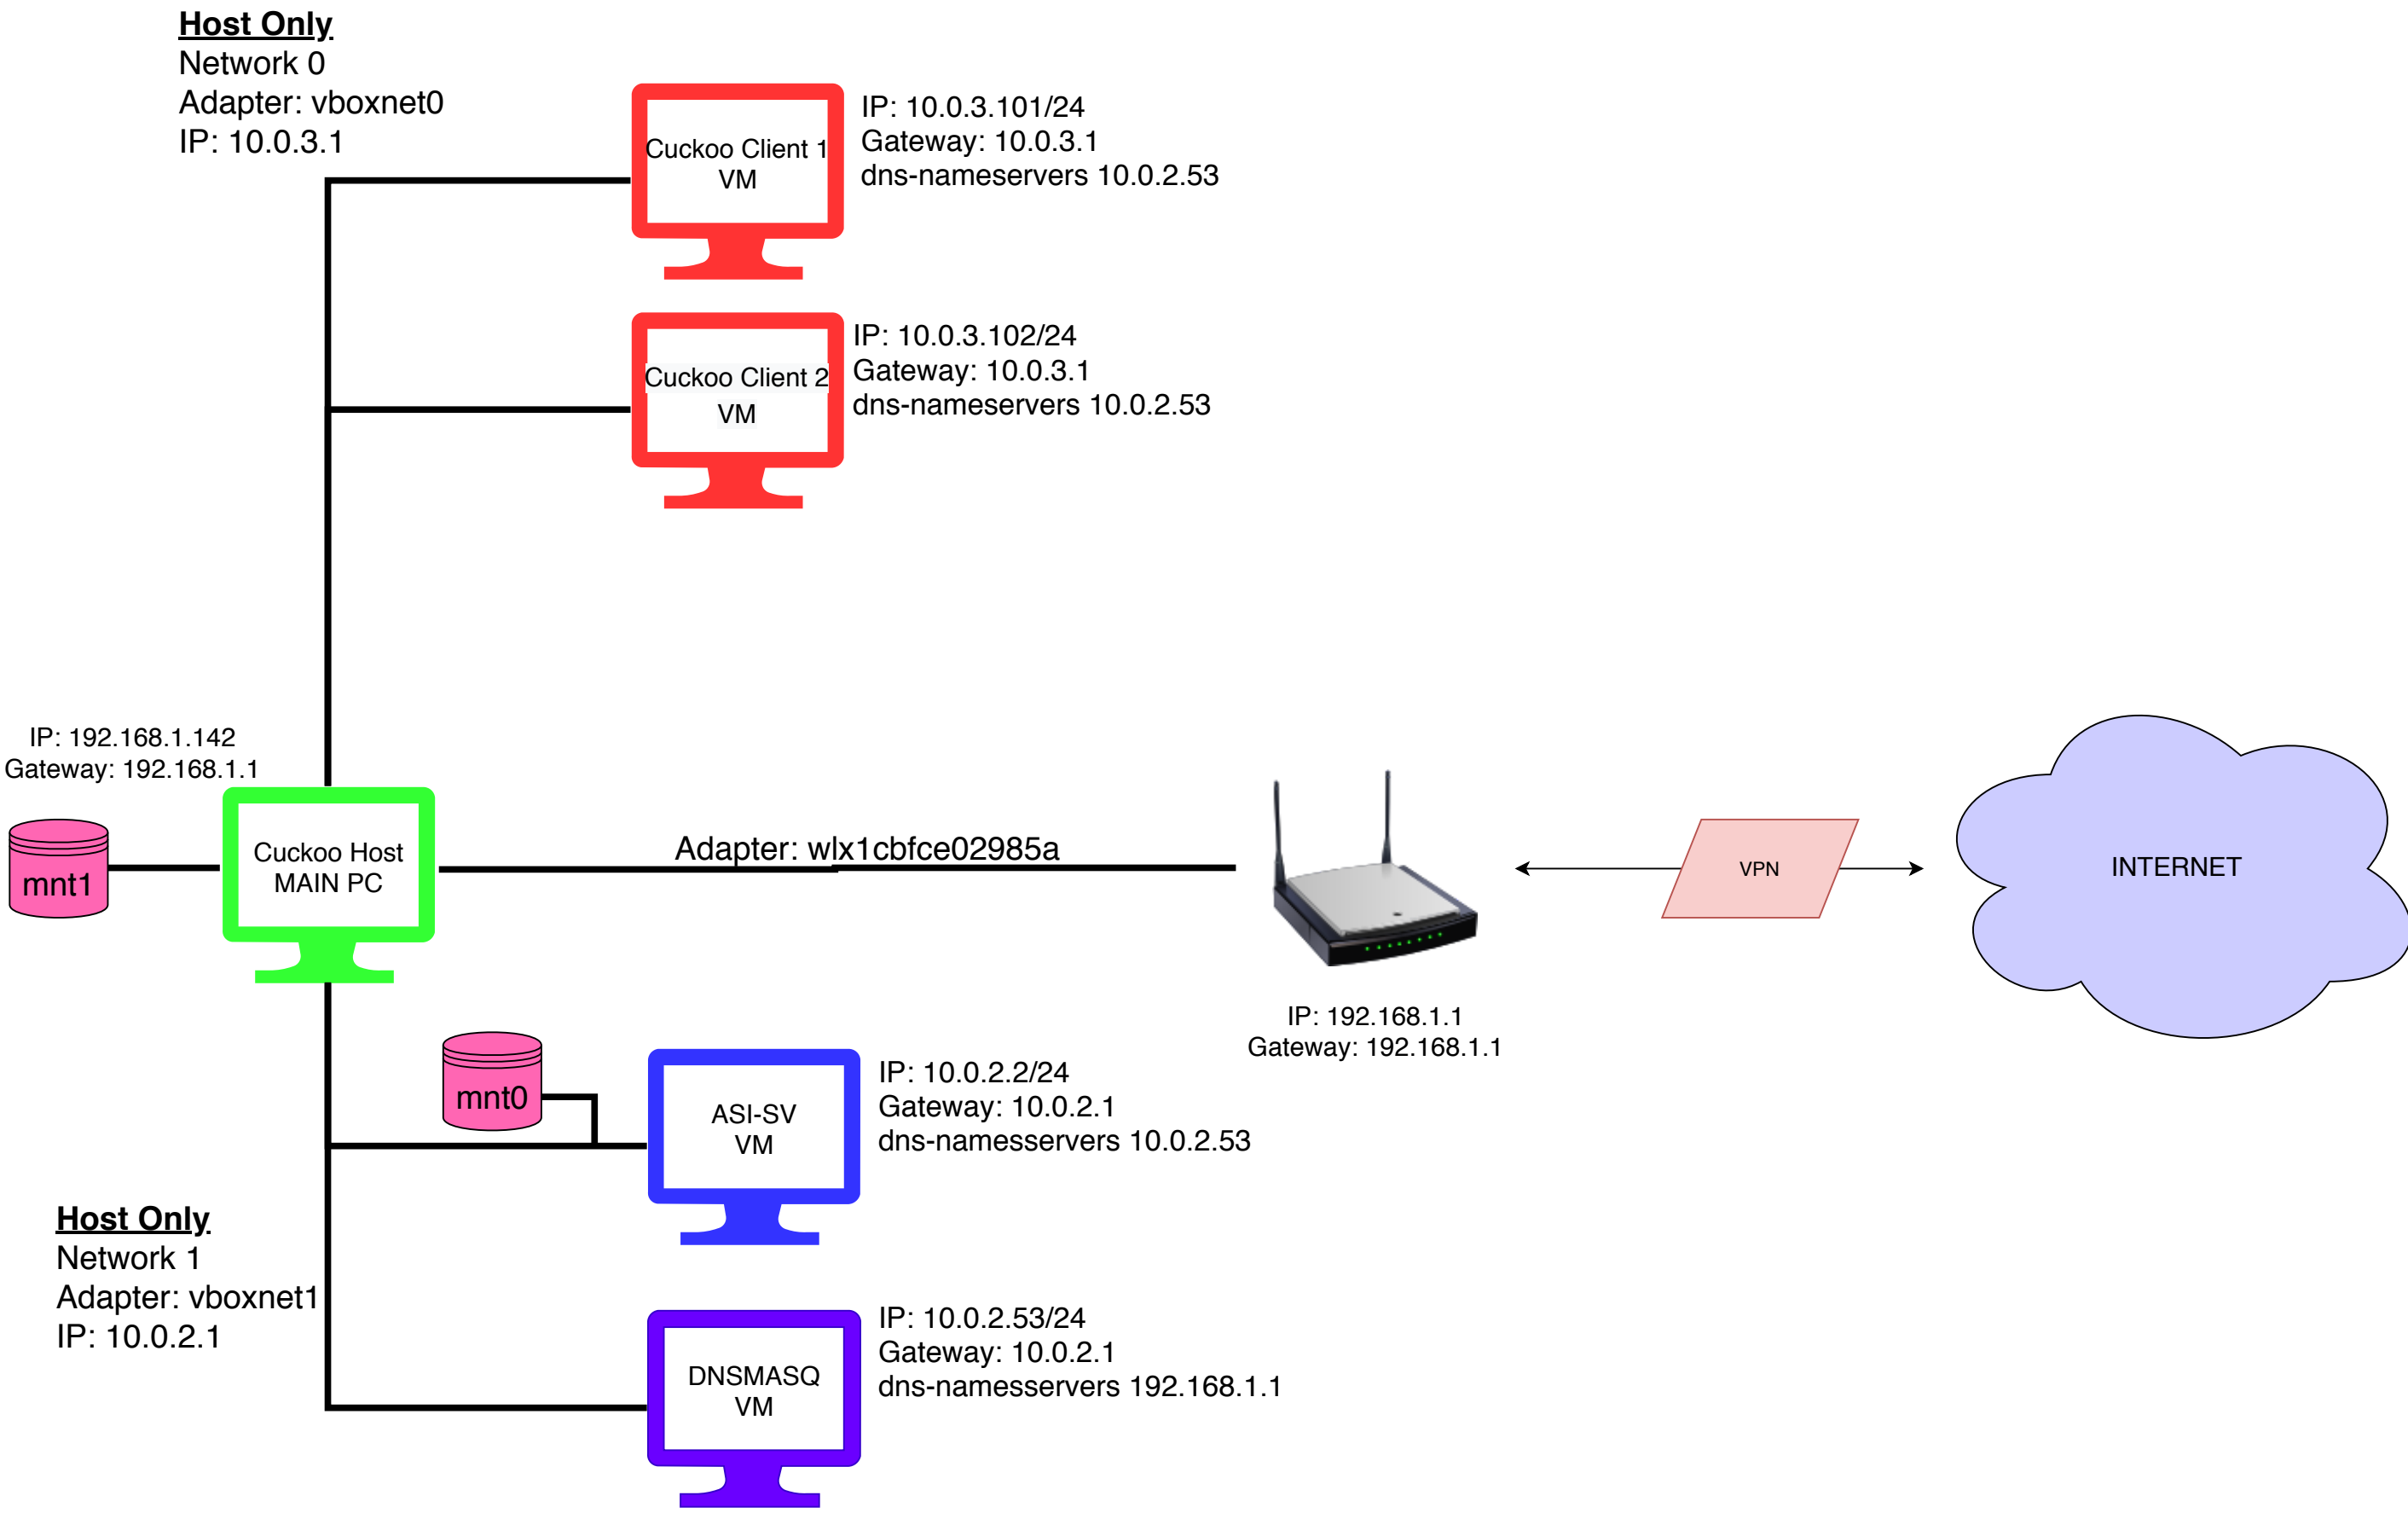 Host Only
Network 0
Adapter: vboxnet0
IP: 10.0.3.1
Cuckoo Client 1
VM
IP: 10.0.3.101/24
Gateway: 10.0.3.1
dns-nameservers 10.0.2.53
Cuckoo Client 2
VM
IP: 10.0.3.102/24
Gateway: 10.0.3.1
dns-nameservers 10.0.2.53
IP: 192.168.1.142
Gateway: 192.168.1.1
mnt1
Cuckoo Host
MAIN PC
Adapter: wlx1cbfce02985a
IP: 192.168.1.1
Gateway: 192.168.1.1
VPN
INTERNET
mnt0
ASI-SV
VM
IP: 10.0.2.2/24
Gateway: 10.0.2.1
dns-namesservers 10.0.2.53
Host Only
Network 1
Adapter: vboxnet1
IP: 10.0.2.1
DNSMASQ
VM
IP: 10.0.2.53/24
Gateway: 10.0.2.1
dns-namesservers 192.168.1.1